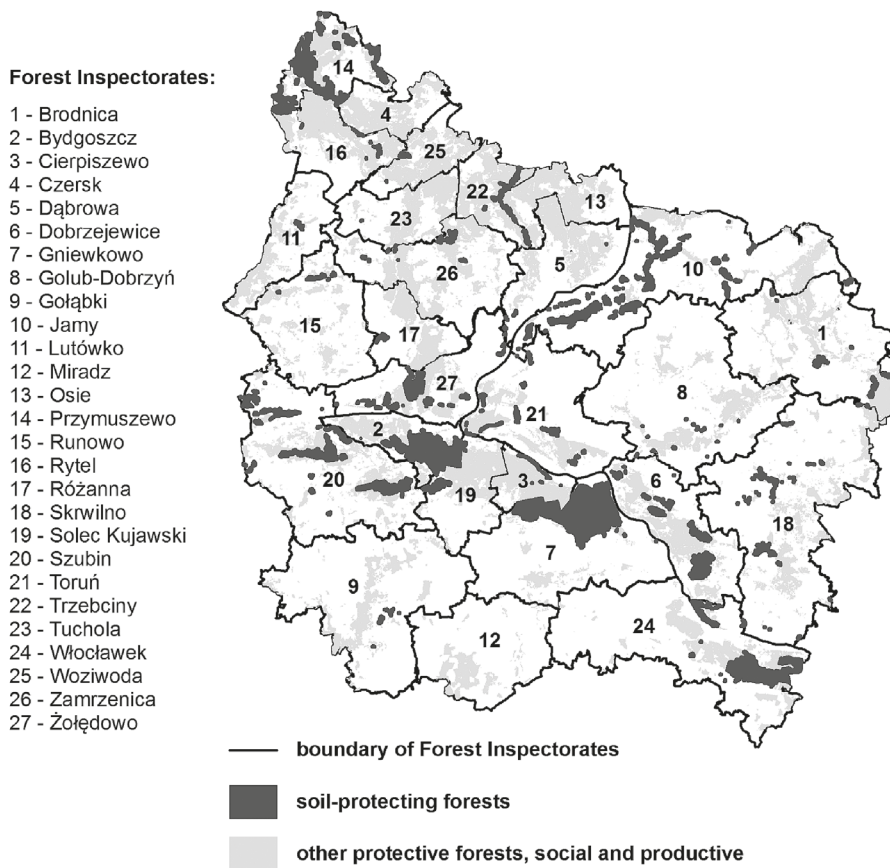 Forest Inspectorates:
1 - Brodnica
2 - Bydgoszcz
3 - Cierpiszewo
4 - Czersk
5 - Dąbrowa
6 - Dobrzejewice
7 - Gniewkowo
8 - Golub-Dobrzyń
9 - Gołąbki
10 - Jamy
11 - Lutówko
12 - Miradz
13 - Osie
14 - Przymuszewo
15 - Runowo
16 - Rytel
17 - Różanna
18 - Skrwilno
19 - Solec Kujawski
20 - Szubin
21 - Toruń
22 - Trzebciny
23 - Tuchola
24 - Włocławek
25 - Woziwoda
26 - Zamrzenica
27 - Żołędowo
14
4
16
25
22
13
23
11
26
5
10
15
17
1
27
8
21
2
20
19
3
6
18
7
9
12
24
boundary of Forest Inspectorates
soil-protecting forests
other protective forests, social and productive